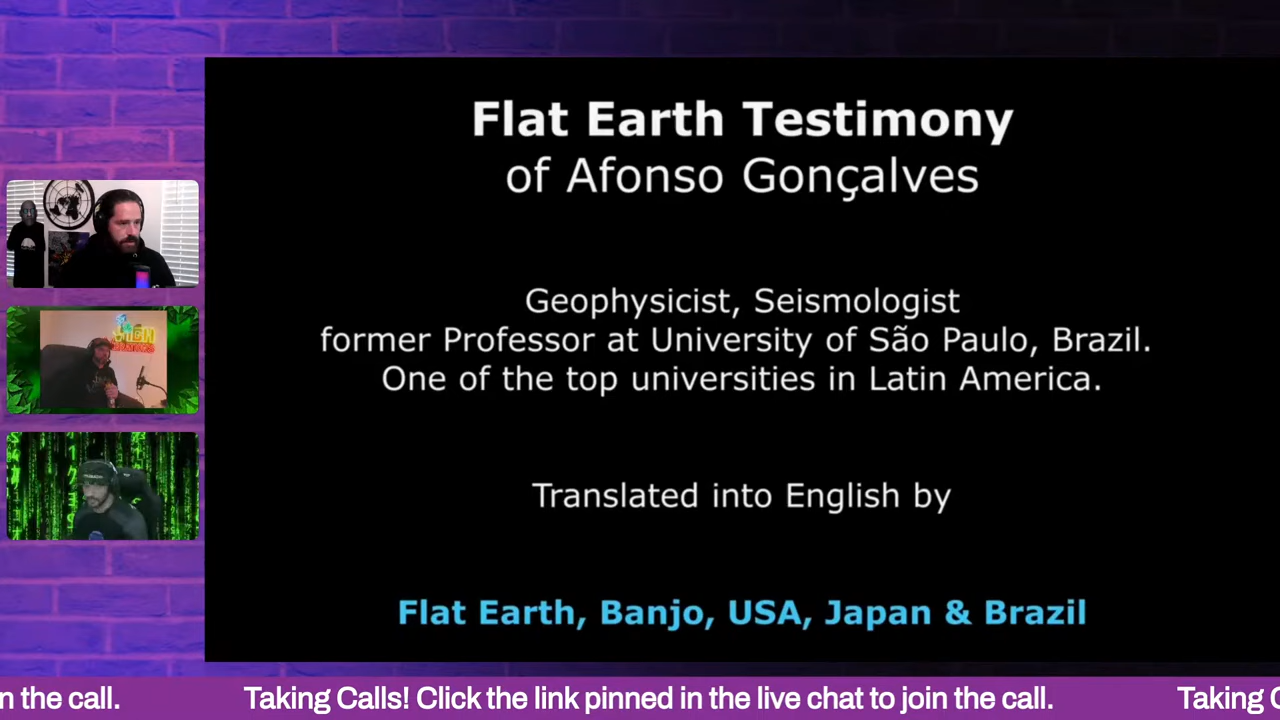 Flat Earth Testimony
of Afonso Gonçalves
Geophysicist, Seismologist
former Professor at University of São Paulo, Brazil.
One of the top universities in Latin America.
Translated into English by
Flat Earth, Banjo, USA, Japan & Brazil
n the call. Taking Calls! Click the link pinned in the live chat to join the call. Taking C